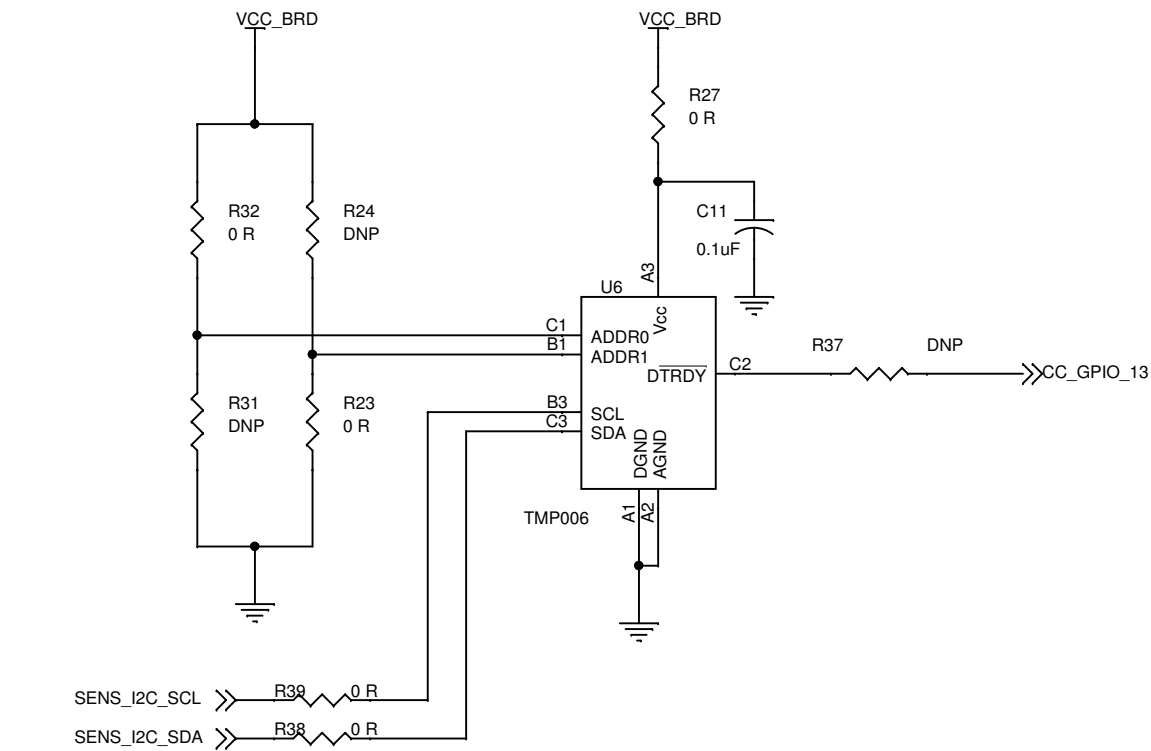 VCC_BRD
VCC_BRD
R27
0 R
R32
0 R
R24
DNP
C11
0.1uF
A3
U6
Vcc
C1
ADDR0
B1
ADDR1
DTRDY
C2
R37
DNP
CC_GPIO_13
R31
DNP
R23
0 R
B3
SCL
C3
SDA
DGND
AGND
A1
A2
TMP006
SENS_I2C_SCL
R39
0 R
SENS_I2C_SDA
R38
0 R